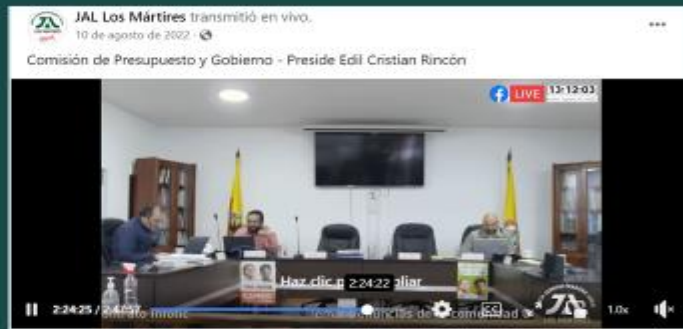 JAL Los Mártires transmitió en vivo.
10 de agosto de 2022
Comisión de Presupuesto y Gobierno - Preside Edil Cristian Rincón
LIVE 13:12:03
Haz clic p 2:24:22 pliar
2:24:25 /
1.0x